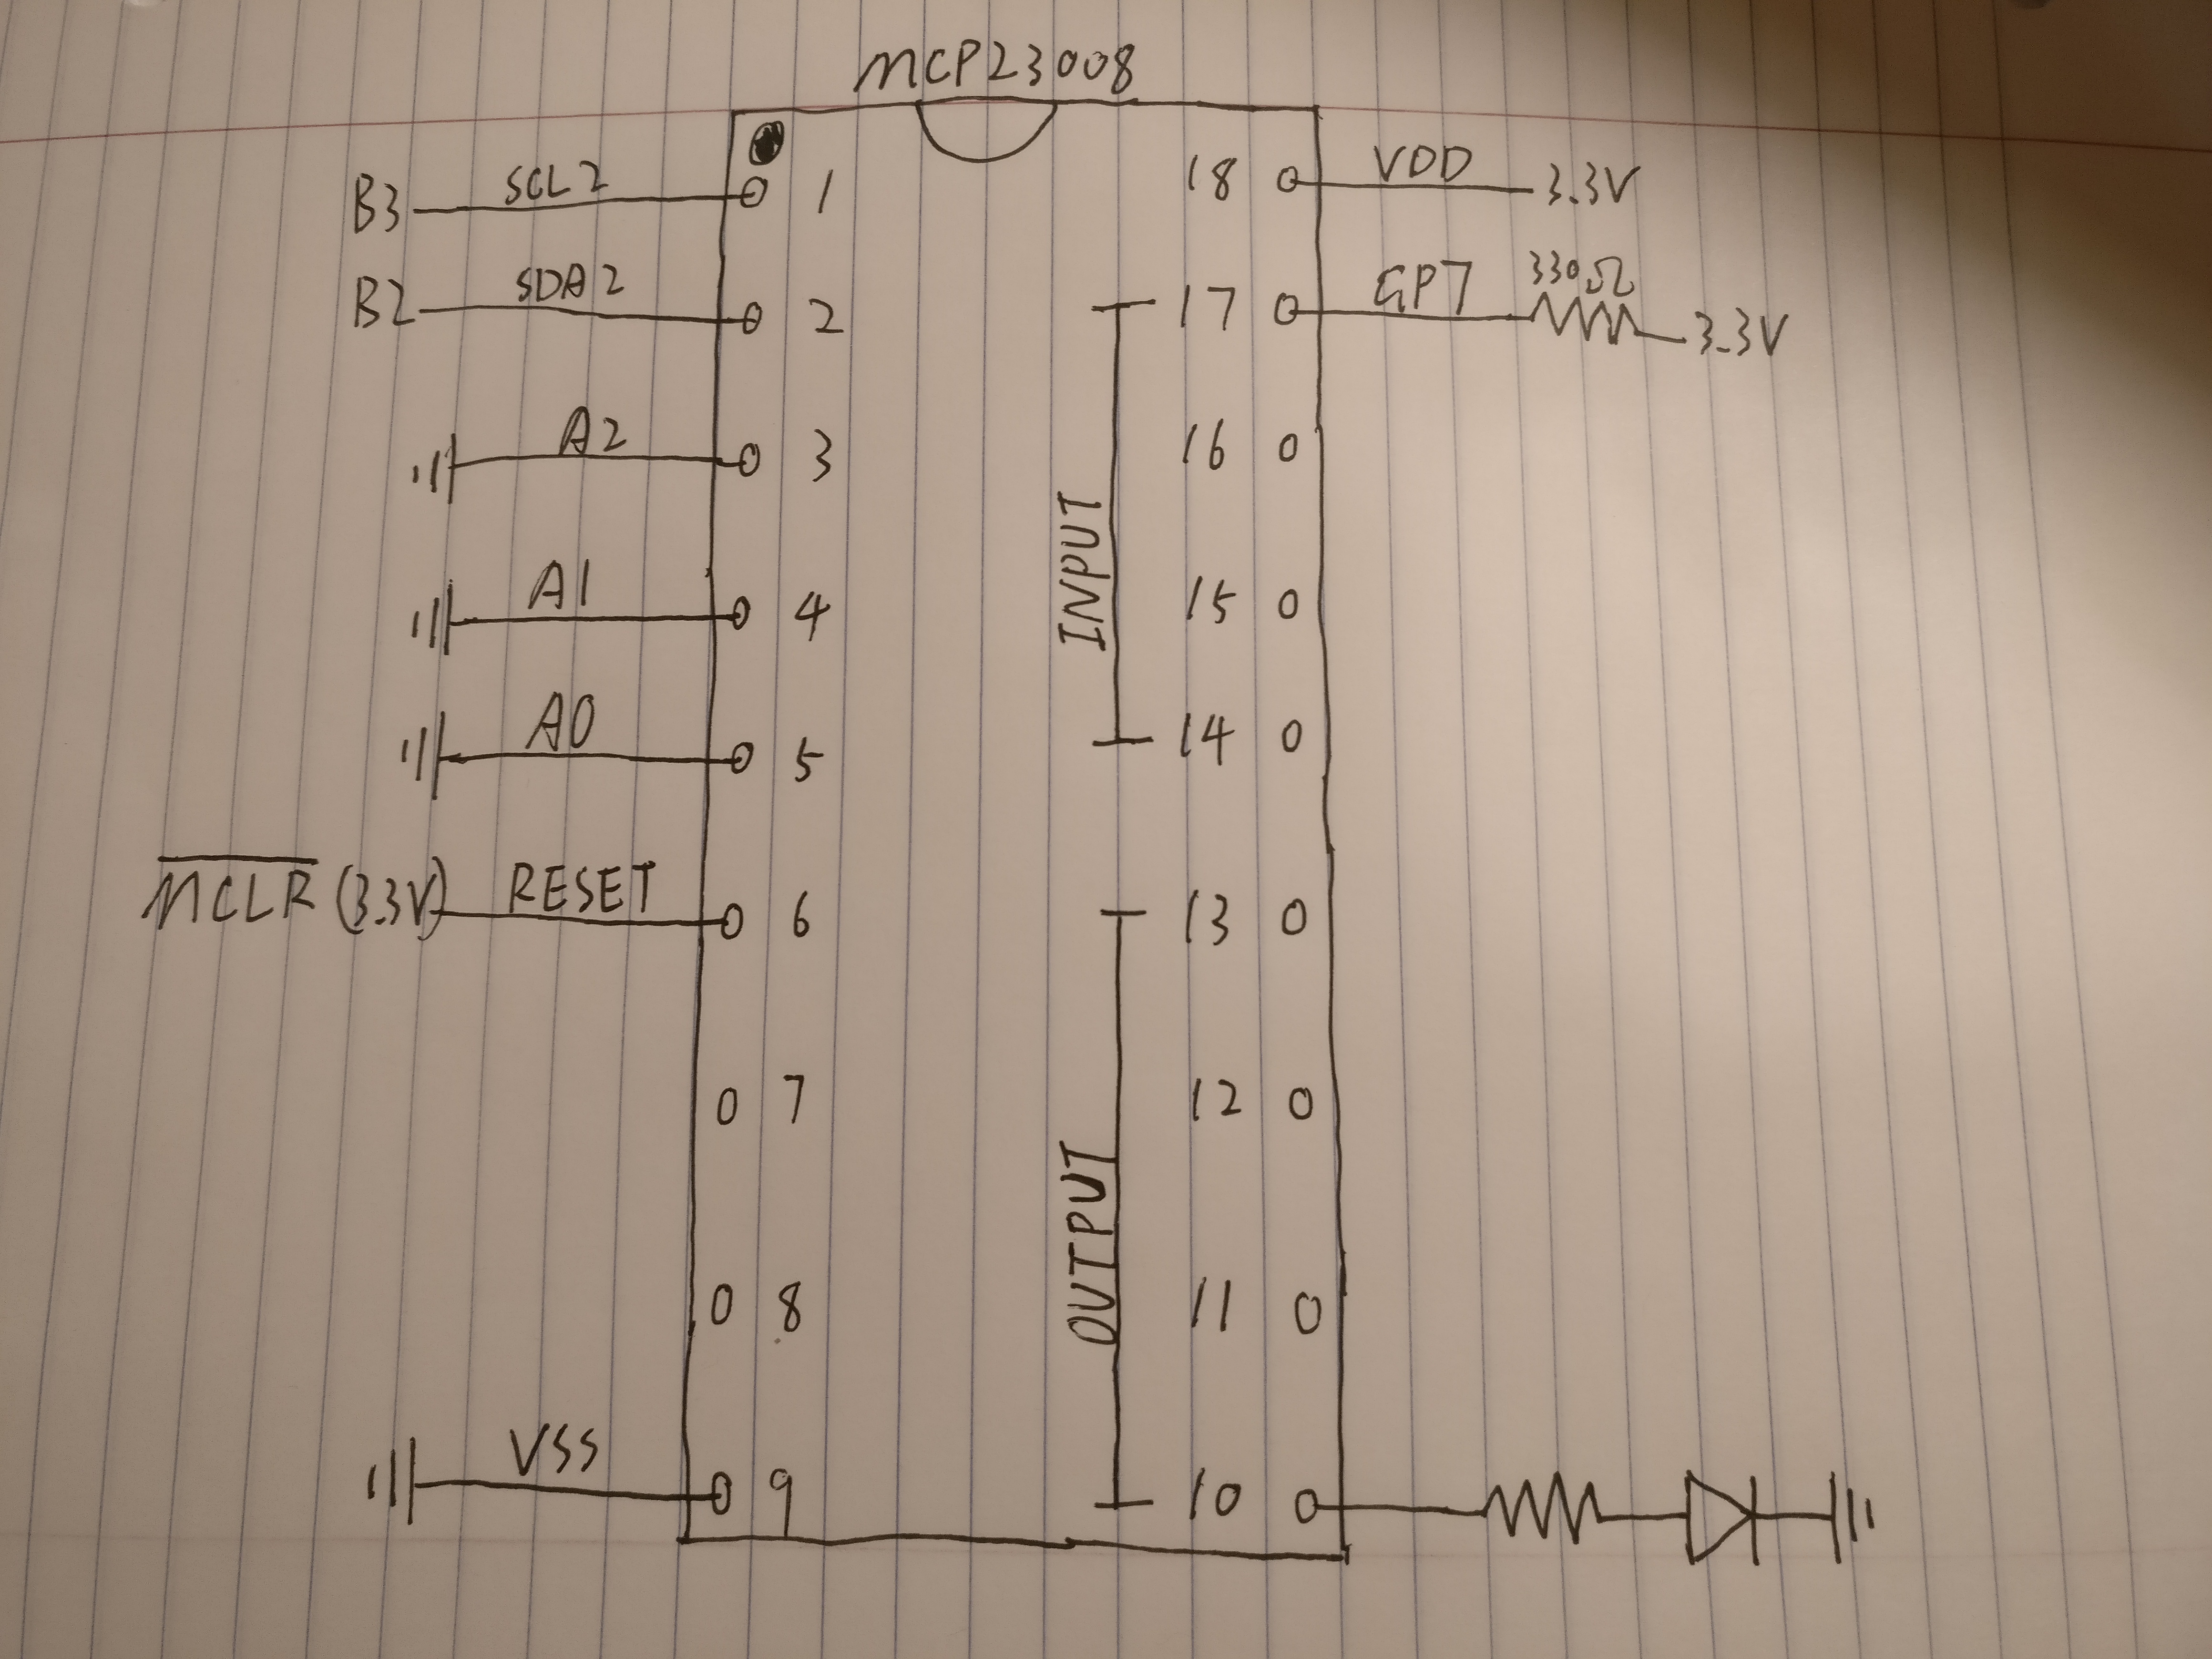 MCP23008
B3 SCL2 1 18 VDD 3.3V
B2 SDA2 2 17 GP7 330Ω 3.3V
A2 3 16
A1 4 15
INPUT
A0 5 14
MCLR (3.3V) RESET 6 13
7 12
OUTPUT
8 11
VSS 9 10